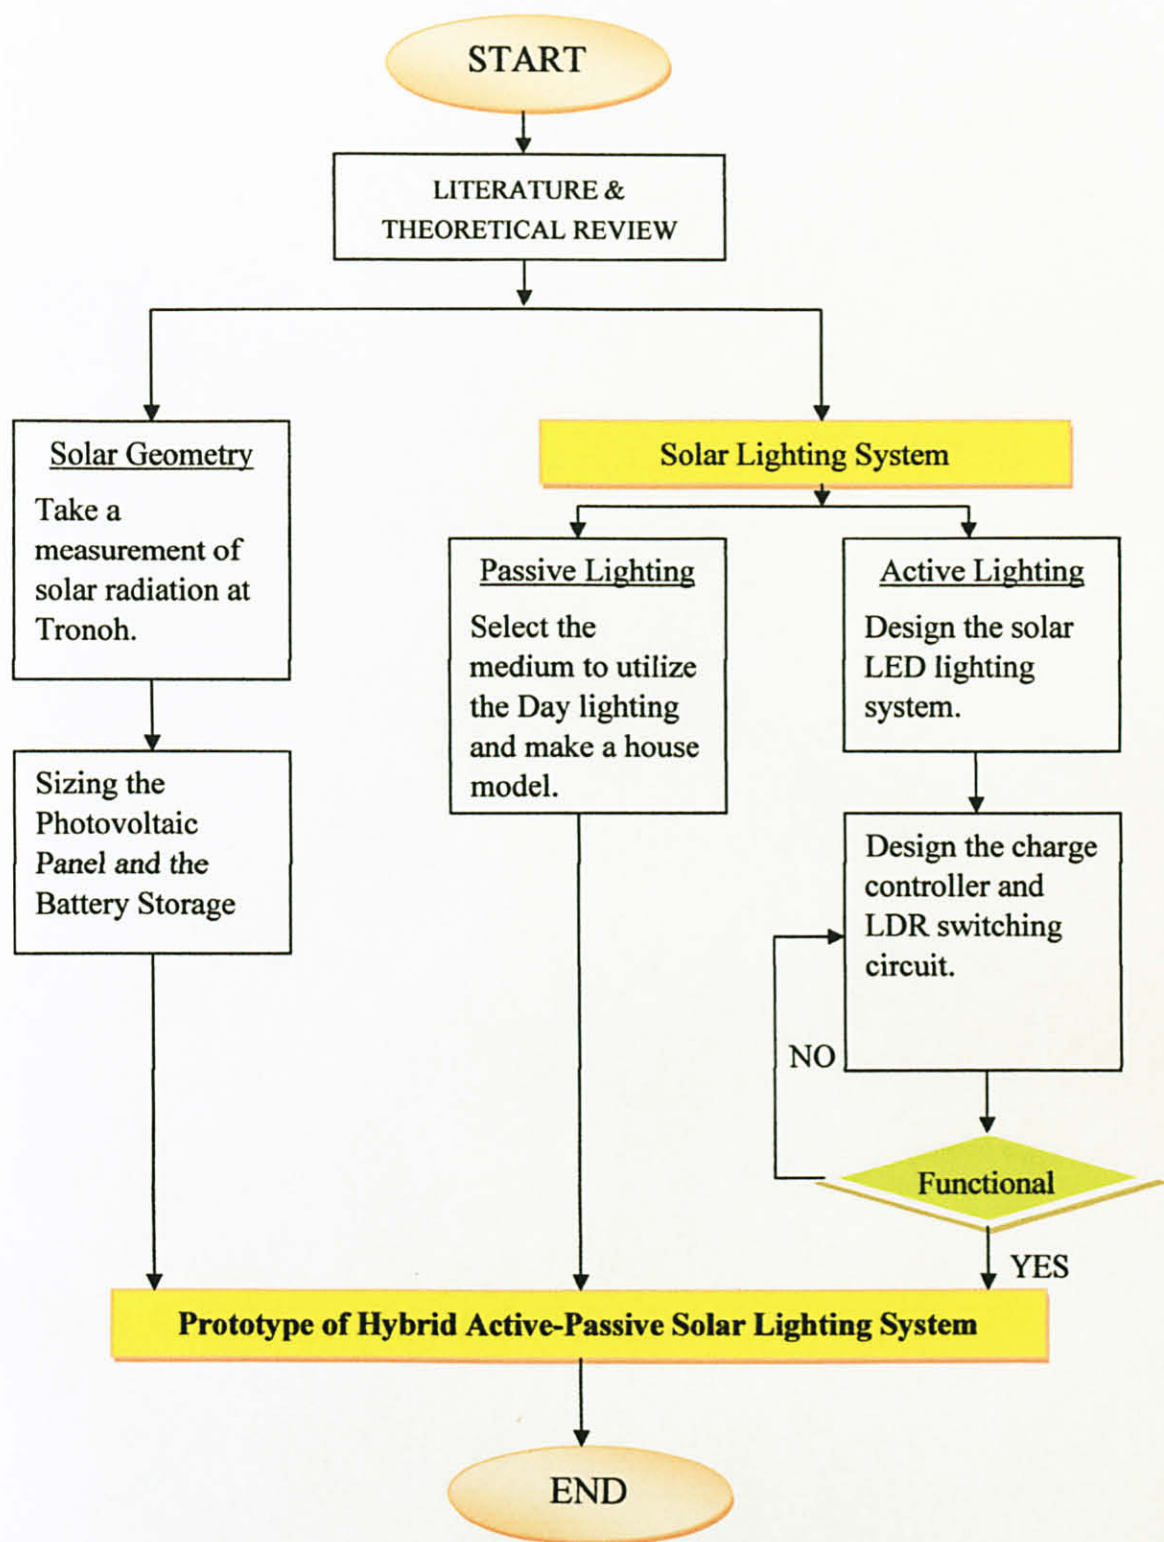 START
LITERATURE &
THEORETICAL REVIEW
Solar Geometry
Take a
measurement of
solar radiation at
Tronoh.
Sizing the
Photovoltaic
Panel and the
Battery Storage
Solar Lighting System
Passive Lighting
Select the
medium to utilize
the Day lighting
and make a house
model.
Active Lighting
Design the solar
LED lighting
system.
Design the charge
controller and
LDR switching
circuit.
NO
Functional
YES
Prototype of Hybrid Active-Passive Solar Lighting System
END